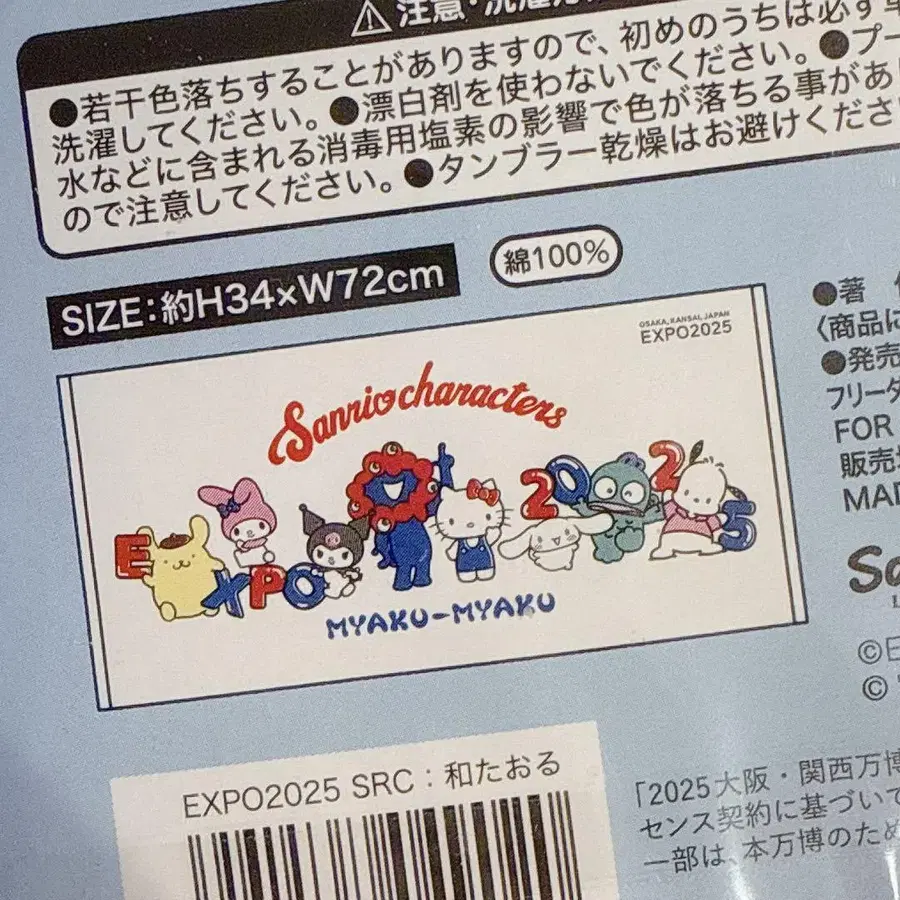 ⚠注意・洗濯方
●若干色落ちすることがありますので、初めのうちは必ず単
洗濯してください。●漂白剤を使わないでください。●プー
水などに含まれる消毒用塩素の影響で色が落ちる事があ
ので注意してください。●タンブラー乾燥はお避けくださ
SIZE:約H34×W72cm
綿100%
OSAKA, KANSAI, JAPAN
EXPO2025
Sanrio characters
EXPO
2025
MYAKU-MYAKU
●著
〈商品に
●発売
フリーダ
FOR
販売
MAD
Sa
©E
©
EXPO2025 SRC：和たおる
「2025大阪・関西万博
センス契約に基づいて
一部は、本万博のため